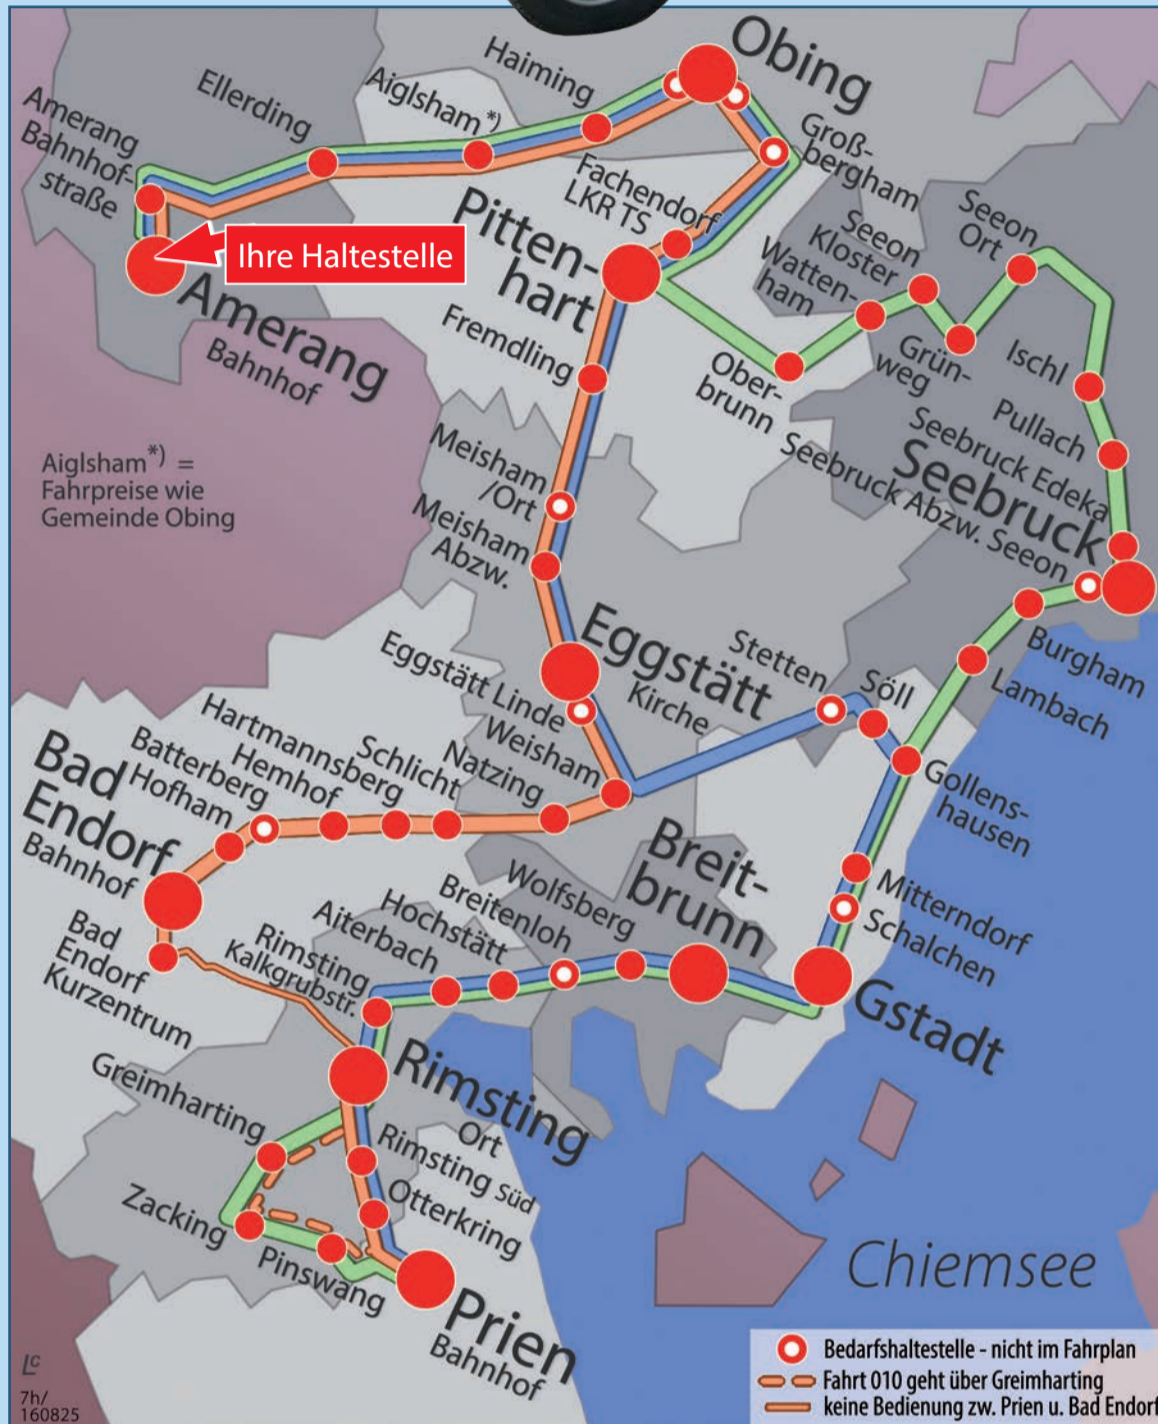 Obing
Haiming
Aiglsham*)
Ellerding
Amerang
Bahnhof-
straße
Groß-
bergham
Fachendorf
LKR TS
Pitten-
hart
Ihre Haltestelle
Amerang
Bahnhof
Seeon
Ort
Seeon
Kloster
Watten-
ham
Grün-
weg
Ober-
brunn
Ischl
Pullach
Seebruck Edeka
Seebruck
Seebruck Abzw. Seeon
Fremdling
Meisham
/Ort
Meisham
Abzw.
Aiglsham*) =
Fahrpreise wie
Gemeinde Obing
Burgham
Lambach
Eggstätt
Kirche
Eggstätt Linde
Weisham
Stetten
Söll
Gollens-
hausen
Natzing
Schlicht
Hartmannsberg
Hemhof
Batterberg
Hofham
Bad
Endorf
Bahnhof
Bad
Endorf
Kurzentrum
Mitterndorf
Schalchen
Gstadt
Breit-
brunn
Wolfsberg
Breitenloh
Hochstätt
Aiterbach
Rimsting
Kalkgrubstr.
Rimsting
Ort
Rimsting Süd
Otterkring
Greimharting
Zacking
Pinswang
Prien
Bahnhof
Chiemsee
Bedarfshaltestelle - nicht im Fahrplan
Fahrt 010 geht über Greimharting
keine Bedienung zw. Prien u. Bad Endorf
Lc
7h/
160825